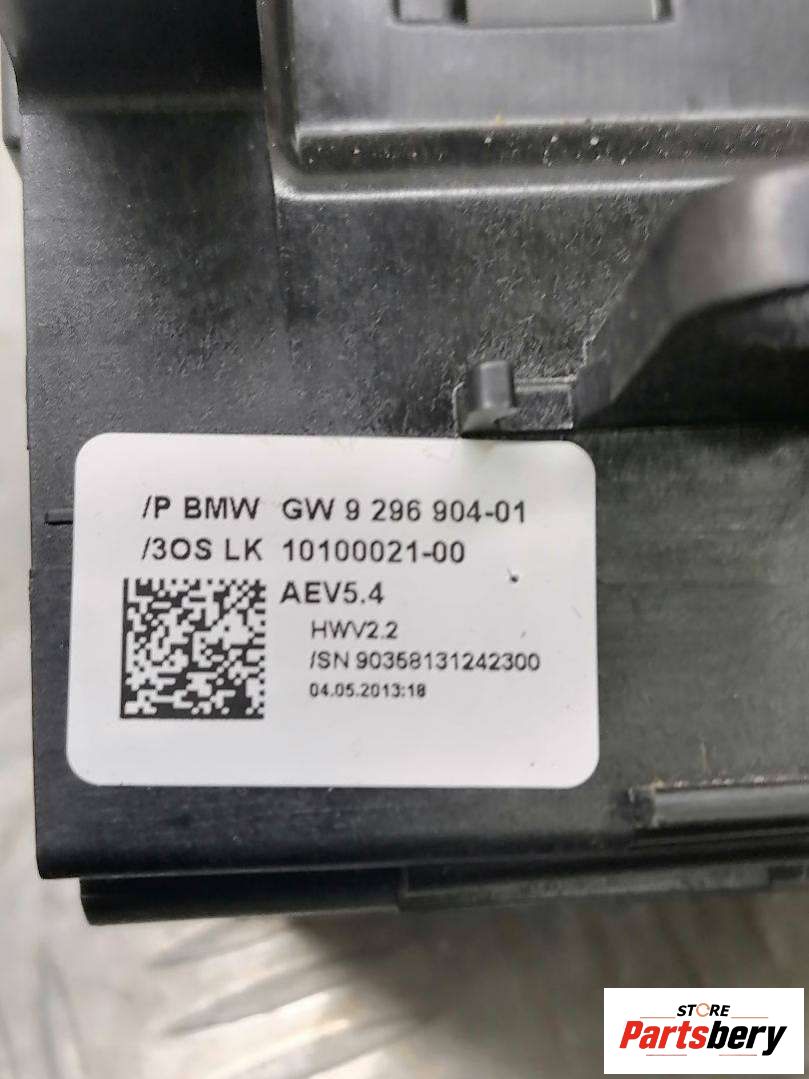 /P BMW GW 9 296 904-01
/3OS LK 10100021-00
AEV5.4
HWV2.2
/SN 90358131242300
04.05.2013:18
STORE
Partsbery